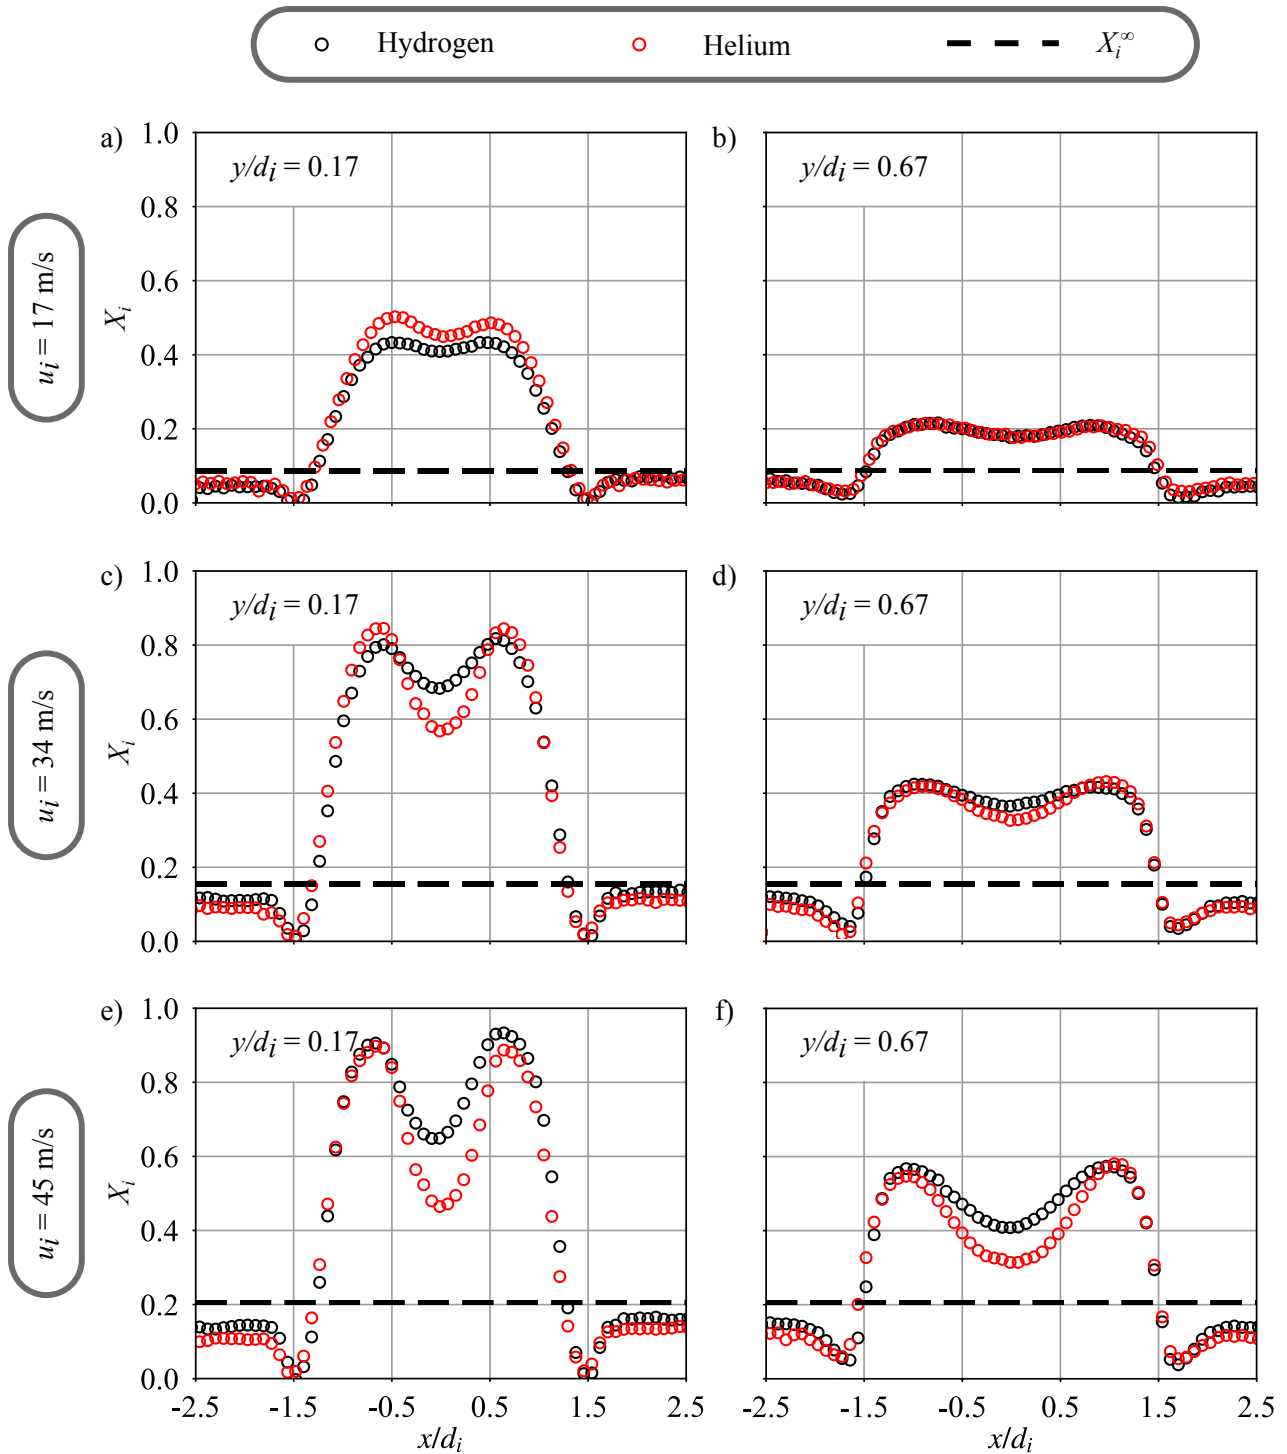 Hydrogen Helium X_i^∞
a) b)
y/d_i = 0.17 y/d_i = 0.67
1.0
0.8
0.6
0.4
0.2
0.0
X_i
u_i = 17 m/s
c) d)
y/d_i = 0.17 y/d_i = 0.67
1.0
0.8
0.6
0.4
0.2
0.0
X_i
u_i = 34 m/s
e) f)
y/d_i = 0.17 y/d_i = 0.67
1.0
0.8
0.6
0.4
0.2
0.0
X_i
u_i = 45 m/s
-2.5 -1.5 -0.5 0.5 1.5 2.5 -2.5 -1.5 -0.5 0.5 1.5 2.5
x/d_i x/d_i